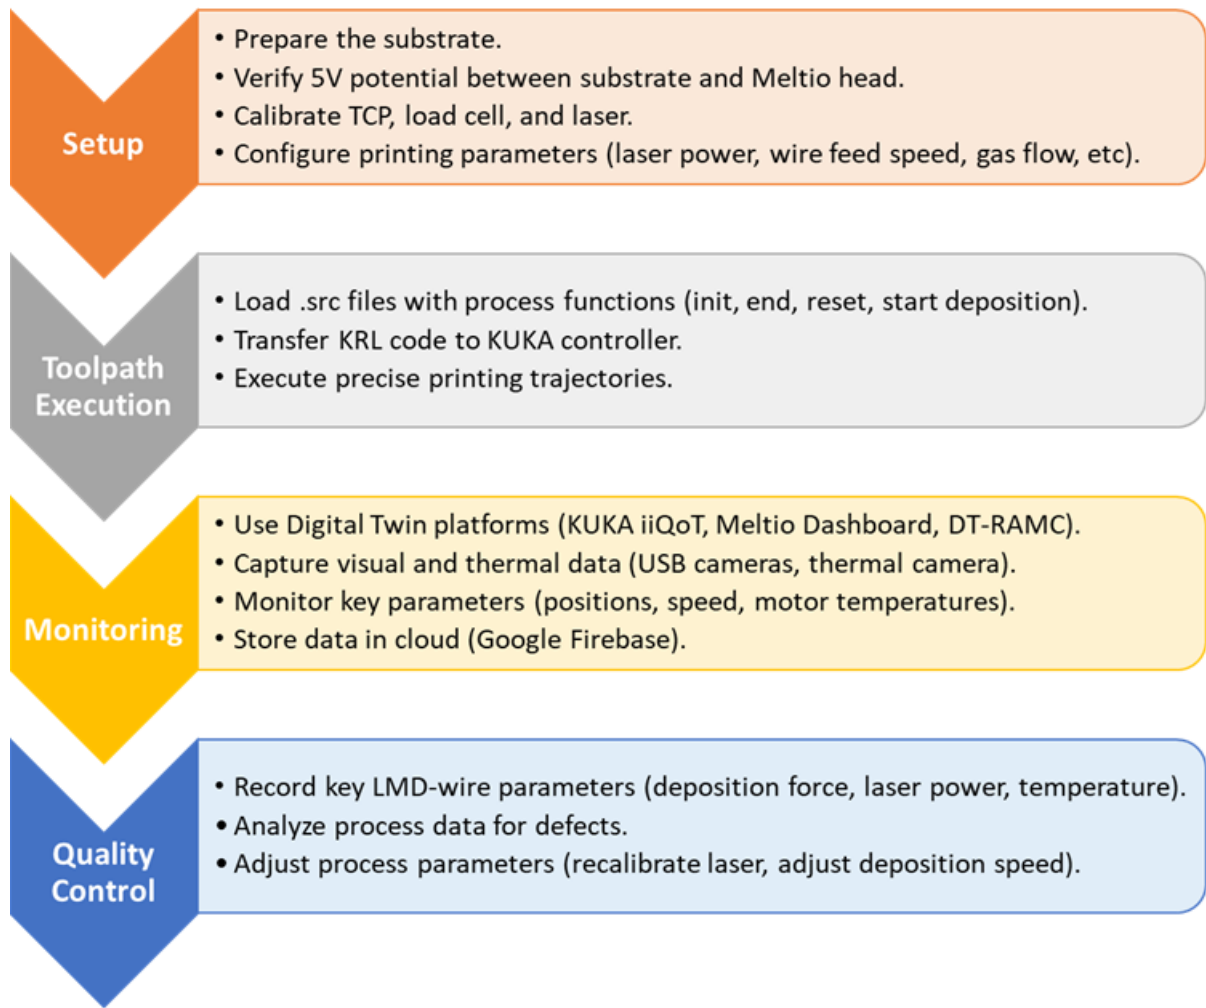 Setup
• Prepare the substrate.
• Verify 5V potential between substrate and Meltio head.
• Calibrate TCP, load cell, and laser.
• Configure printing parameters (laser power, wire feed speed, gas flow, etc).
Toolpath
Execution
• Load .src files with process functions (init, end, reset, start deposition).
• Transfer KRL code to KUKA controller.
• Execute precise printing trajectories.
Monitoring
• Use Digital Twin platforms (KUKA iiQoT, Meltio Dashboard, DT-RAMC).
• Capture visual and thermal data (USB cameras, thermal camera).
• Monitor key parameters (positions, speed, motor temperatures).
• Store data in cloud (Google Firebase).
Quality
Control
• Record key LMD-wire parameters (deposition force, laser power, temperature).
• Analyze process data for defects.
• Adjust process parameters (recalibrate laser, adjust deposition speed).